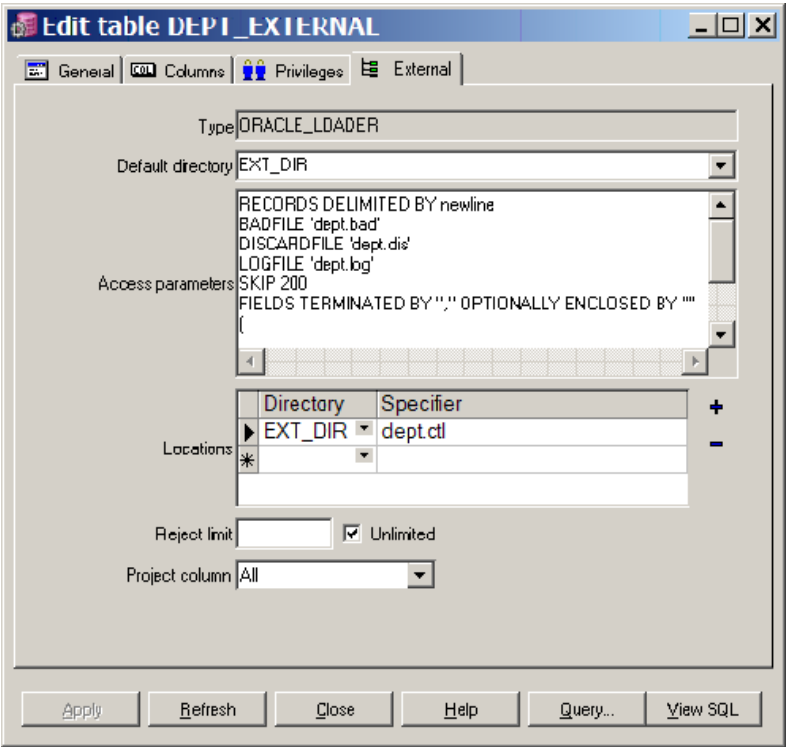 Edit table DEPT_EXTERNAL
General
Columns
Privileges
External
Type ORACLE_LOADER
Default directory EXT_DIR
Access parameters
RECORDS DELIMITED BY newline
BADFILE 'dept.bad'
DISCARDFILE 'dept.dis'
LOGFILE 'dept.log'
SKIP 200
FIELDS TERMINATED BY "," OPTIONALLY ENCLOSED BY '"'
(
Locations
Directory Specifier
EXT_DIR dept.ctl
Reject limit Unlimited
Project column All
Apply Refresh Close Help Query... View SQL